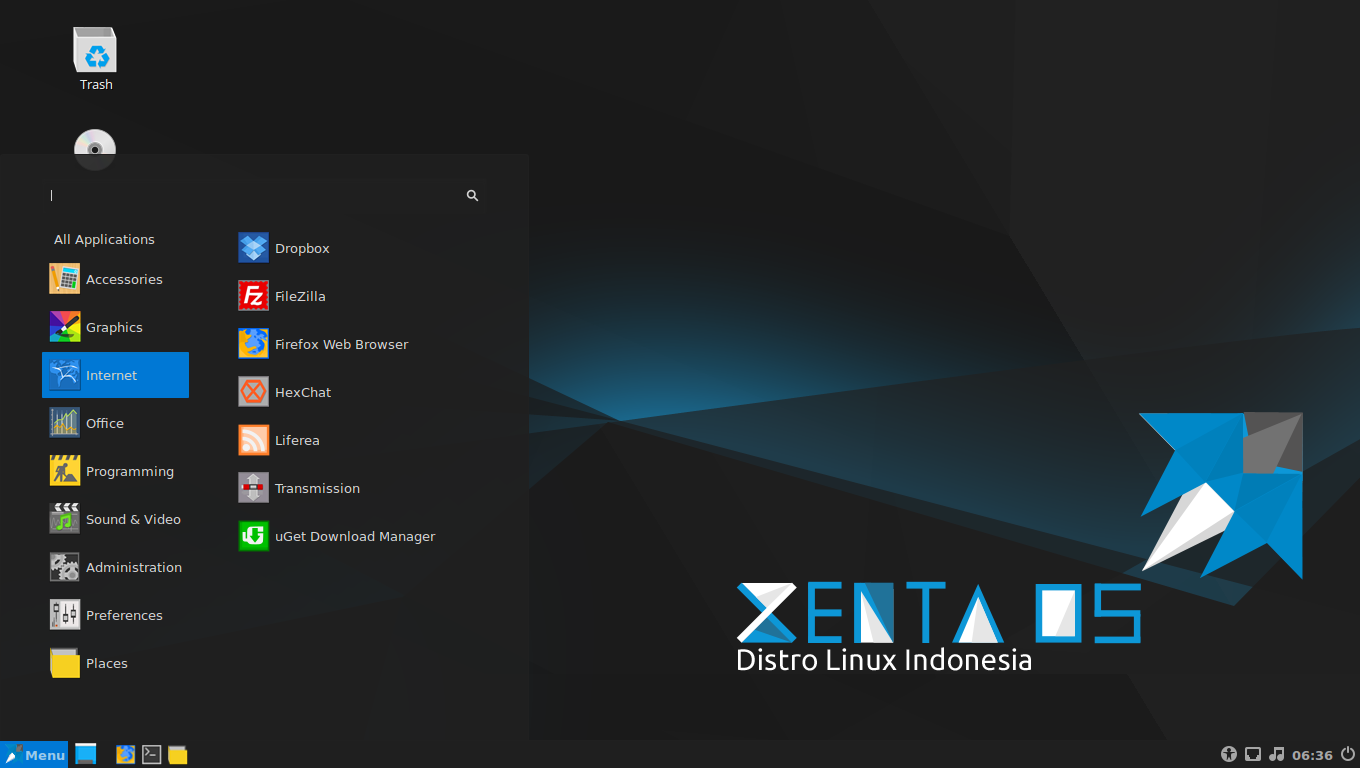 Trash
All Applications
Accessories
Graphics
Internet
Office
Programming
Sound & Video
Administration
Preferences
Places
Dropbox
FileZilla
Firefox Web Browser
HexChat
Liferea
Transmission
uGet Download Manager
ZENTA OS
Distro Linux Indonesia
Menu
06:36